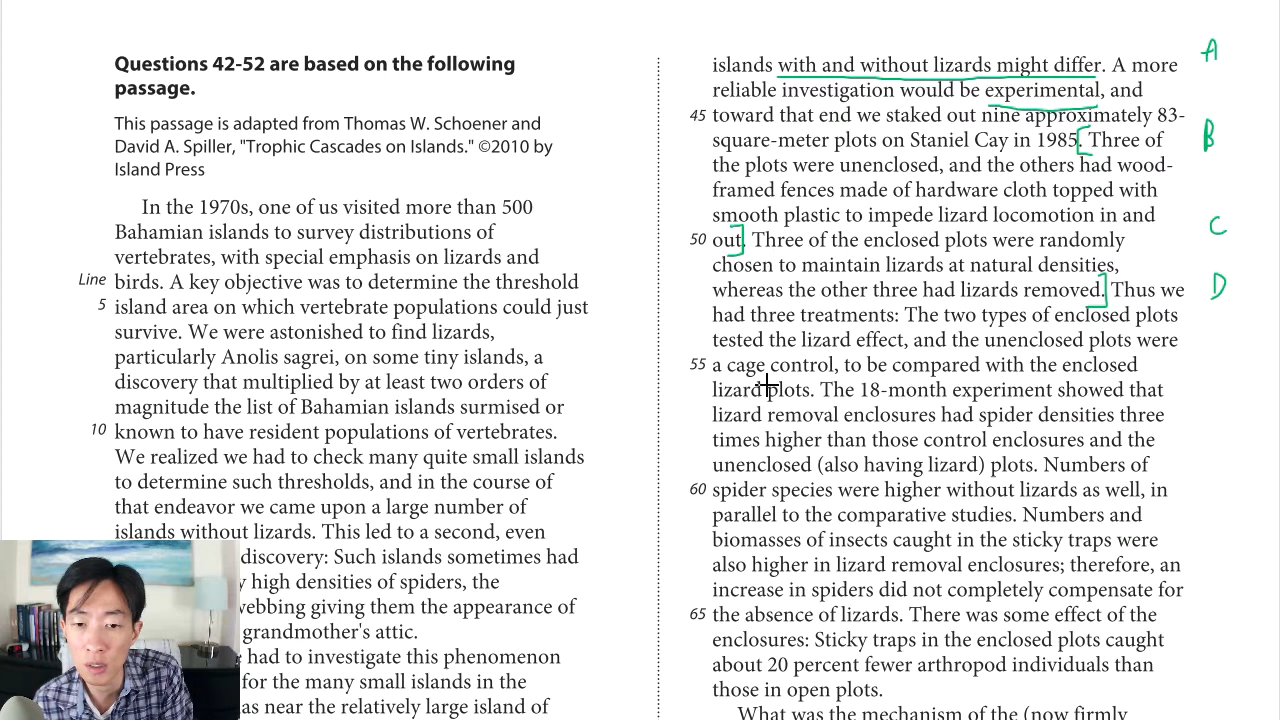 Questions 42-52 are based on the following
passage.
This passage is adapted from Thomas W. Schoener and
David A. Spiller, "Trophic Cascades on Islands." ©2010 by
Island Press
In the 1970s, one of us visited more than 500
Bahamian islands to survey distributions of
vertebrates, with special emphasis on lizards and
Line birds. A key objective was to determine the threshold
5 island area on which vertebrate populations could just
survive. We were astonished to find lizards,
particularly Anolis sagrei, on some tiny islands, a
discovery that multiplied by at least two orders of
magnitude the list of Bahamian islands surmised or
10 known to have resident populations of vertebrates.
We realized we had to check many quite small islands
to determine such thresholds, and in the course of
that endeavor we came upon a large number of
islands without lizards. This led to a second, even
discovery: Such islands sometimes had
high densities of spiders, the
webbing giving them the appearance of
grandmother's attic.
had to investigate this phenomenon
for the many small islands in the
near the relatively large island of
islands with and without lizards might differ. A more
reliable investigation would be experimental, and
45 toward that end we staked out nine approximately 83-
square-meter plots on Staniel Cay in 1985. Three of
the plots were unenclosed, and the others had wood-
framed fences made of hardware cloth topped with
smooth plastic to impede lizard locomotion in and
50 out. Three of the enclosed plots were randomly
chosen to maintain lizards at natural densities,
whereas the other three had lizards removed. Thus we
had three treatments: The two types of enclosed plots
tested the lizard effect, and the unenclosed plots were
55 a cage control, to be compared with the enclosed
lizard plots. The 18-month experiment showed that
lizard removal enclosures had spider densities three
times higher than those control enclosures and the
unenclosed (also having lizard) plots. Numbers of
60 spider species were higher without lizards as well, in
parallel to the comparative studies. Numbers and
biomasses of insects caught in the sticky traps were
also higher in lizard removal enclosures; therefore, an
increase in spiders did not completely compensate for
65 the absence of lizards. There was some effect of the
enclosures: Sticky traps in the enclosed plots caught
about 20 percent fewer arthropod individuals than
those in open plots.
What was the mechanism of the (now firmly
A
B
C
D